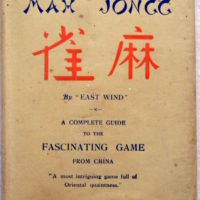 MAH JONGG
雀麻
By "EAST WIND"
A COMPLETE GUIDE
TO THE
FASCINATING GAME
FROM CHINA
"A most intriguing game full of
Oriental quaintness."